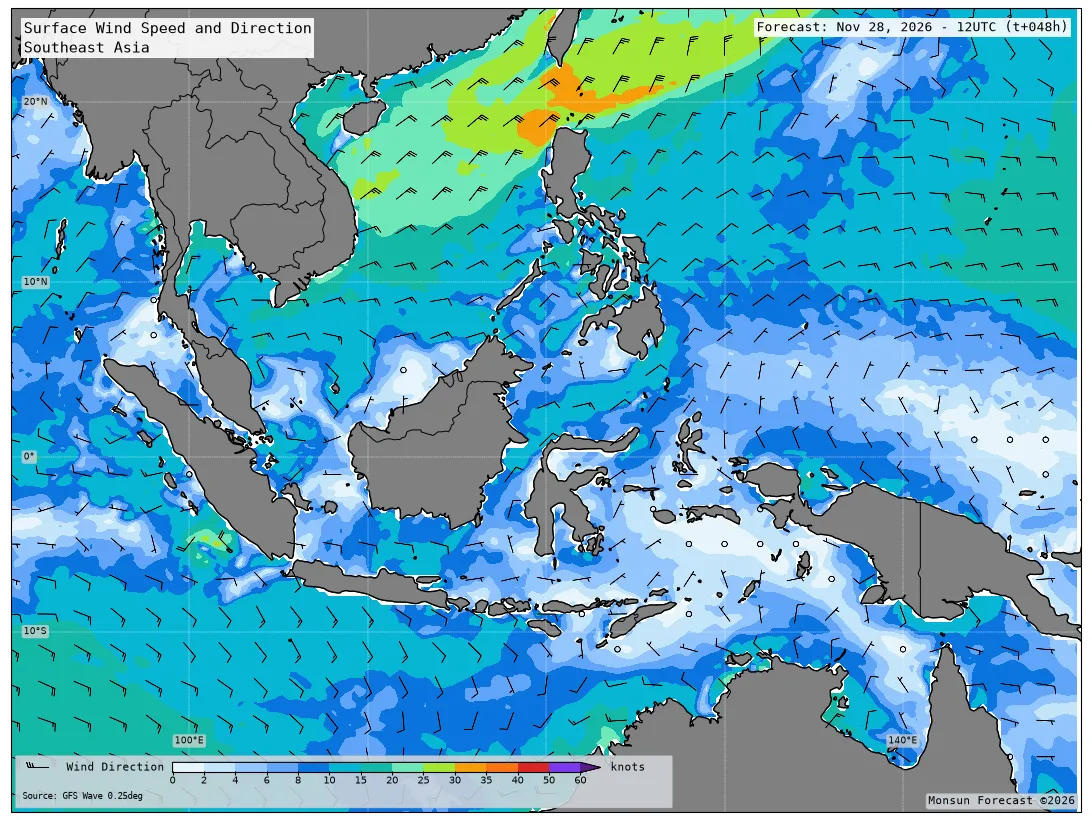 Surface Wind Speed and Direction
Southeast Asia
Forecast: Nov 28, 2026 - 12UTC (t+048h)
20°N
10°N
0°
10°S
100°E
140°E
Wind Direction
0 2 4 6 8 10 15 20 25 30 35 40 50 60
knots
Source: GFS Wave 0.25deg
Monsun Forecast ©2026